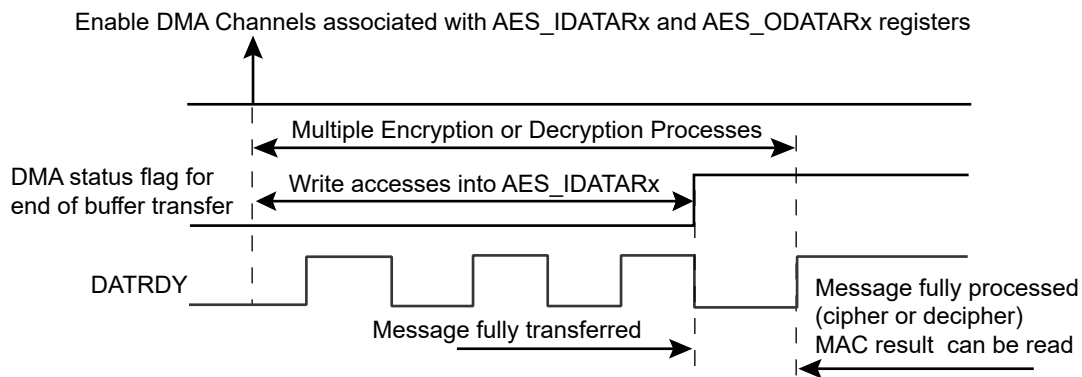 Enable DMA Channels associated with AES_IDATARx and AES_ODATARx registers
Multiple Encryption or Decryption Processes
DMA status flag for
end of buffer transfer
Write accesses into AES_IDATARx
DATRDY
Message fully transferred
Message fully processed
(cipher or decipher)
MAC result can be read